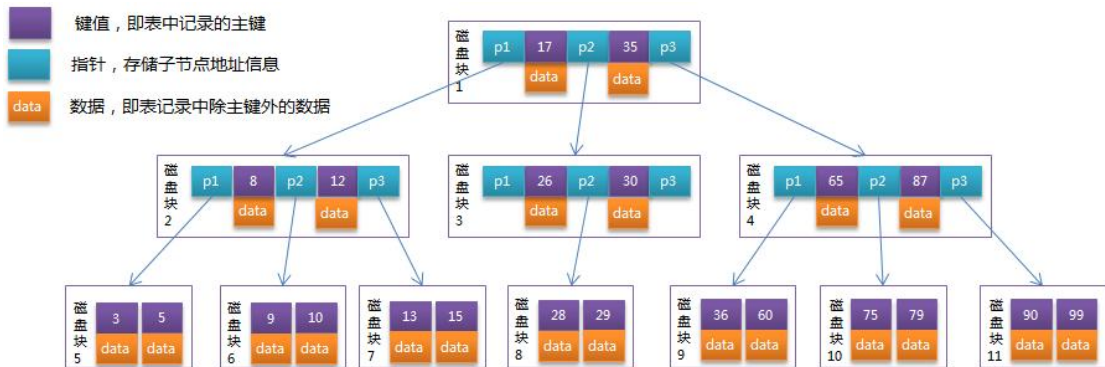 键值，即表中记录的主键
指针，存储子节点地址信息
data 数据，即表记录中除主键外的数据
磁盘块1
p1 17 p2 35 p3
data data
磁盘块2
p1 8 p2 12 p3
data data
磁盘块3
p1 26 p2 30 p3
data data
磁盘块4
p1 65 p2 87 p3
data data
磁盘块5
3 5
data data
磁盘块6
9 10
data data
磁盘块7
13 15
data data
磁盘块8
28 29
data data
磁盘块9
36 60
data data
磁盘块10
75 79
data data
磁盘块11
90 99
data data